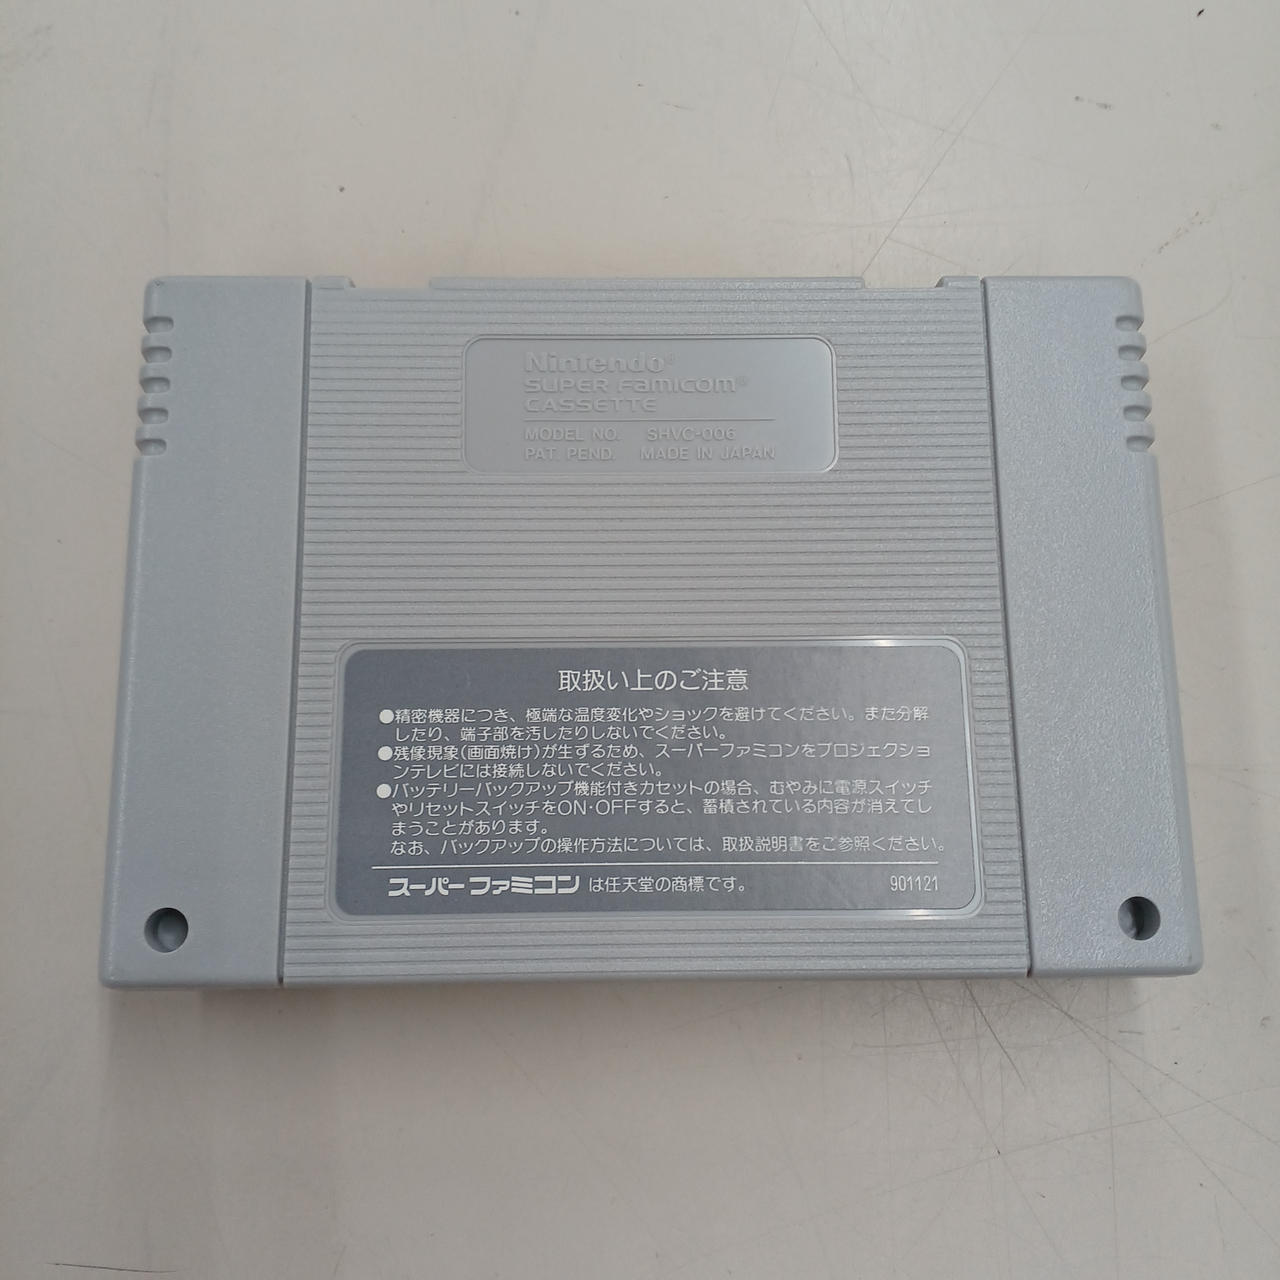 Nintendo®
SUPER FAMICOM®
CASSETTE
MODEL NO. SHVC-006
PAT. PEND. MADE IN JAPAN
取扱い上のご注意
●精密機器につき、極端な温度変化やショックを避けてください。また分解
したり、端子部を汚したりしないでください。
●残像現象(画面焼け)が生ずるため、スーパーファミコンをプロジェクショ
ンテレビには接続しないでください。
●バッテリーバックアップ機能付きカセットの場合、むやみに電源スイッチ
やリセットスイッチをON・OFFすると、蓄積されている内容が消えてし
まうことがあります。
なお、バックアップの操作方法については、取扱説明書をご参照ください。
スーパーファミコン は任天堂の商標です。 901121